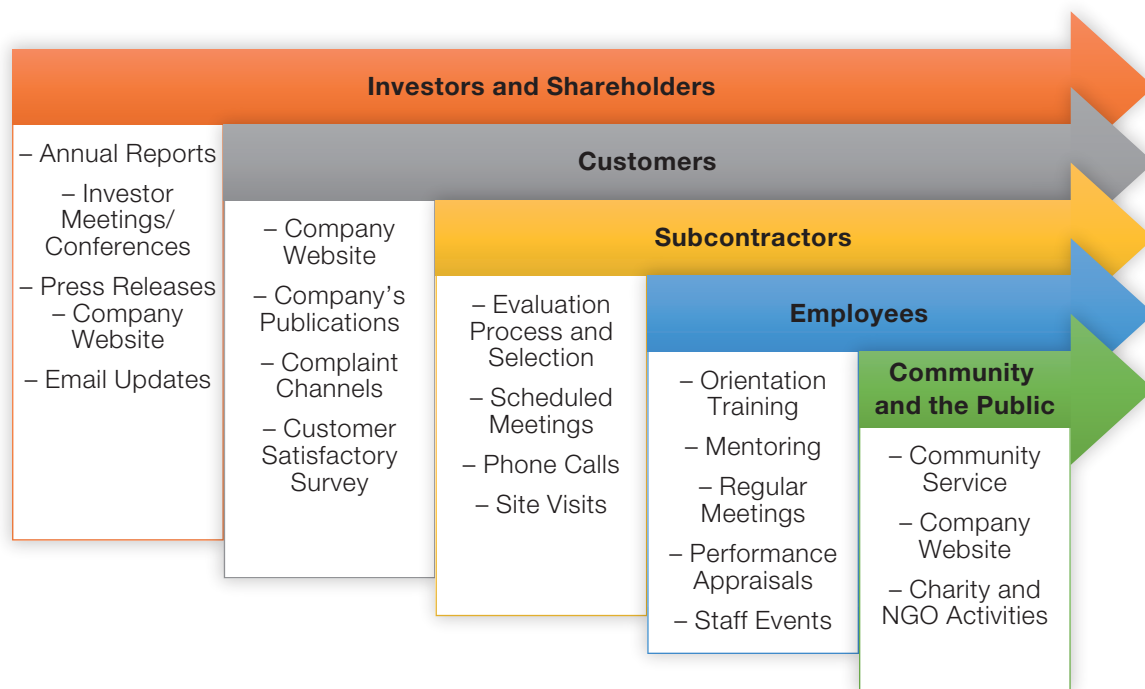 Investors and Shareholders
– Annual Reports
– Investor
Meetings/
Conferences
– Press Releases
– Company
Website
– Email Updates
Customers
– Company
Website
– Company’s
Publications
– Complaint
Channels
– Customer
Satisfactory
Survey
Subcontractors
– Evaluation
Process and
Selection
– Scheduled
Meetings
– Phone Calls
– Site Visits
Employees
– Orientation
Training
– Mentoring
– Regular
Meetings
– Performance
Appraisals
– Staff Events
Community
and the Public
– Community
Service
– Company
Website
– Charity and
NGO Activities